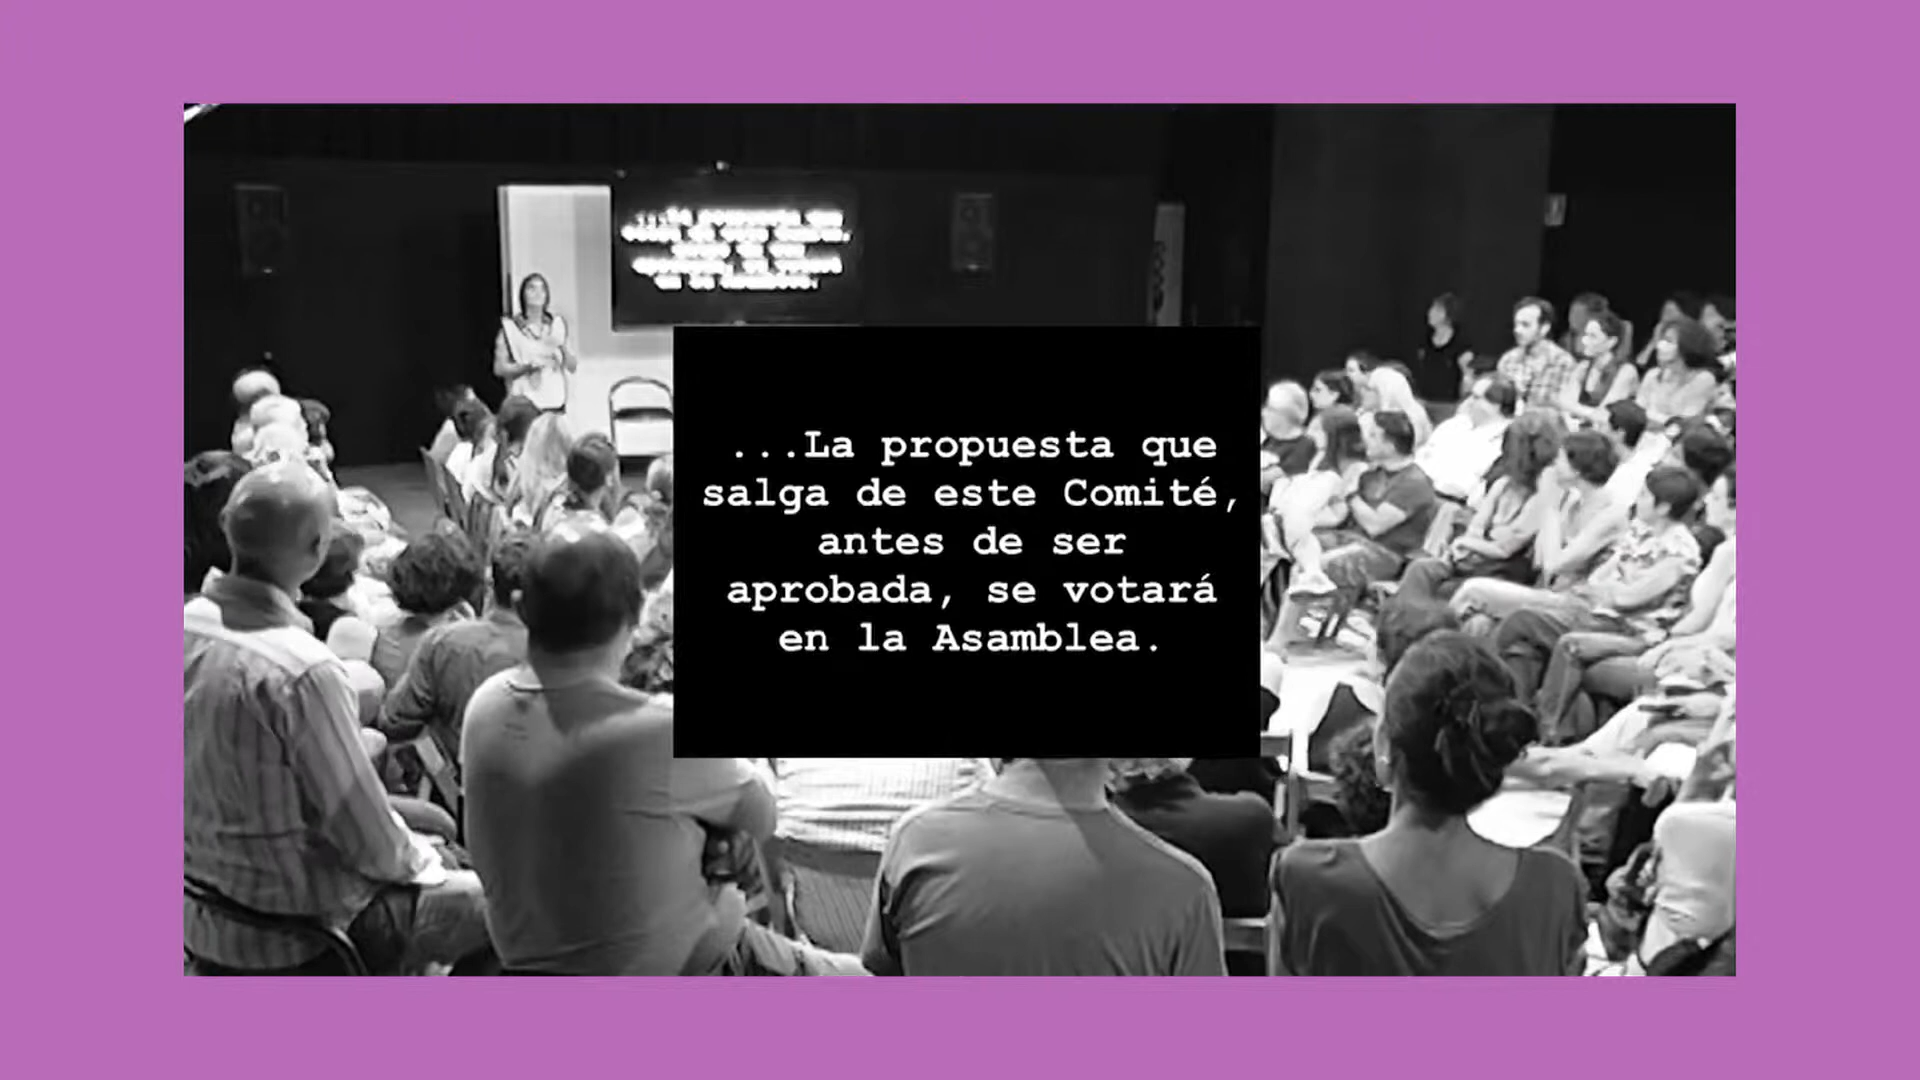 ...La propuesta que
salga de este Comité,
antes de ser
aprobada, se votará
en la Asamblea.